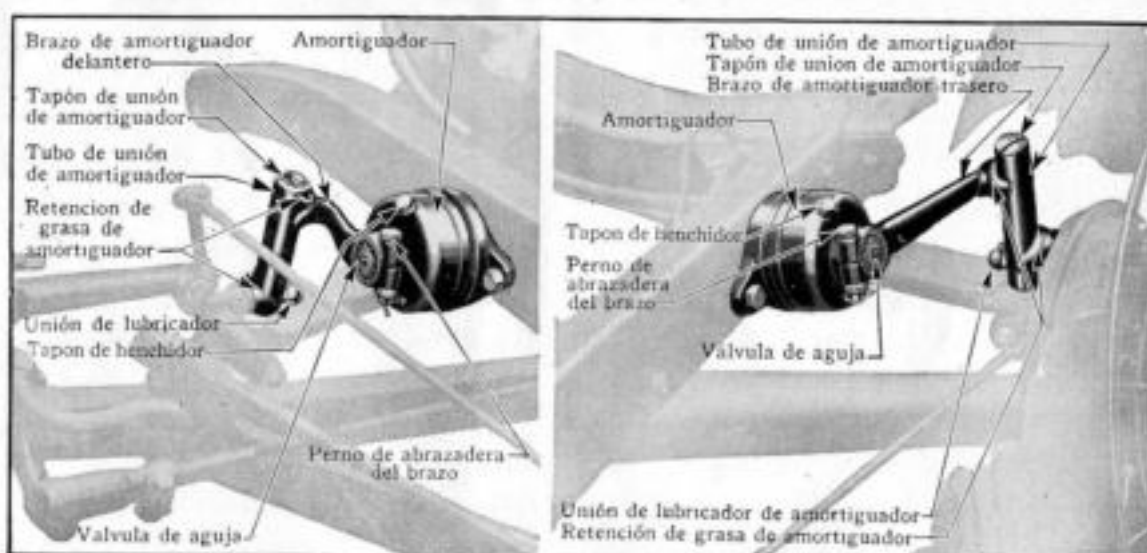 Brazo de amortiguador
delantero
Amortiguador
Tapón de unión
de amortiguador
Tubo de unión
de amortiguador
Retencion de
grasa de
amortiguador
Unión de lubricador
Tapon de henchidor
Perno de abrazadera
del brazo
Valvula de aguja
Tubo de unión de amortiguador
Tapón de union de amortiguador
Brazo de amortiguador trasero
Amortiguador
Tapon de henchidor
Perno de
abrazadera
del brazo
Valvula de aguja
Unión de lubricador de amortiguador
Retención de grasa de amortiguador